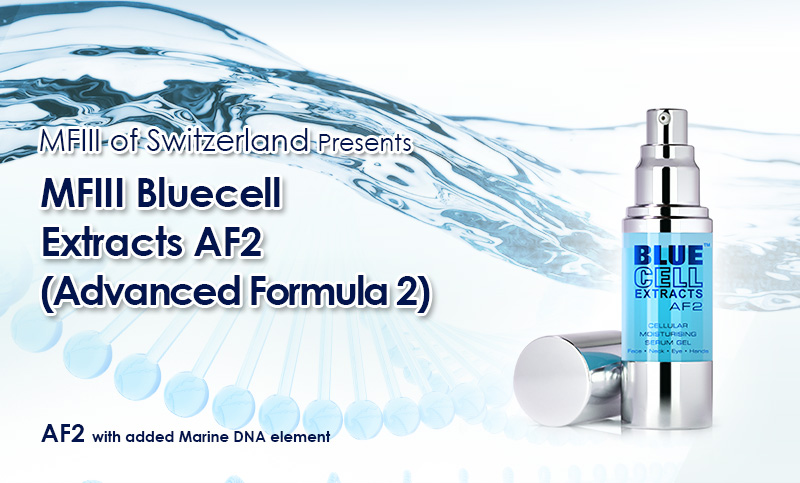 MFIII of Switzerland Presents
MFIII Bluecell
Extracts AF2
(Advanced Formula 2)
BLUE™
CELL
EXTRACTS
AF2
CELLULAR
MOISTURISING
SERUM GEL
Face • Neck • Eye • Hands
AF2 with added Marine DNA element